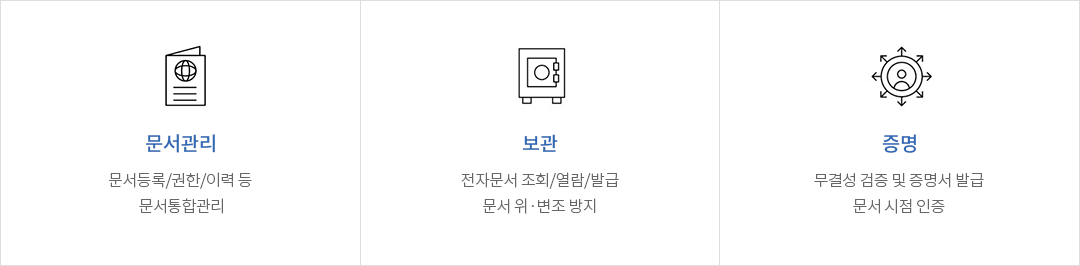 문서관리
문서등록/권한/이력 등
문서통합관리
보관
전자문서 조회/열람/발급
문서 위·변조 방지
증명
무결성 검증 및 증명서 발급
문서 시점 인증